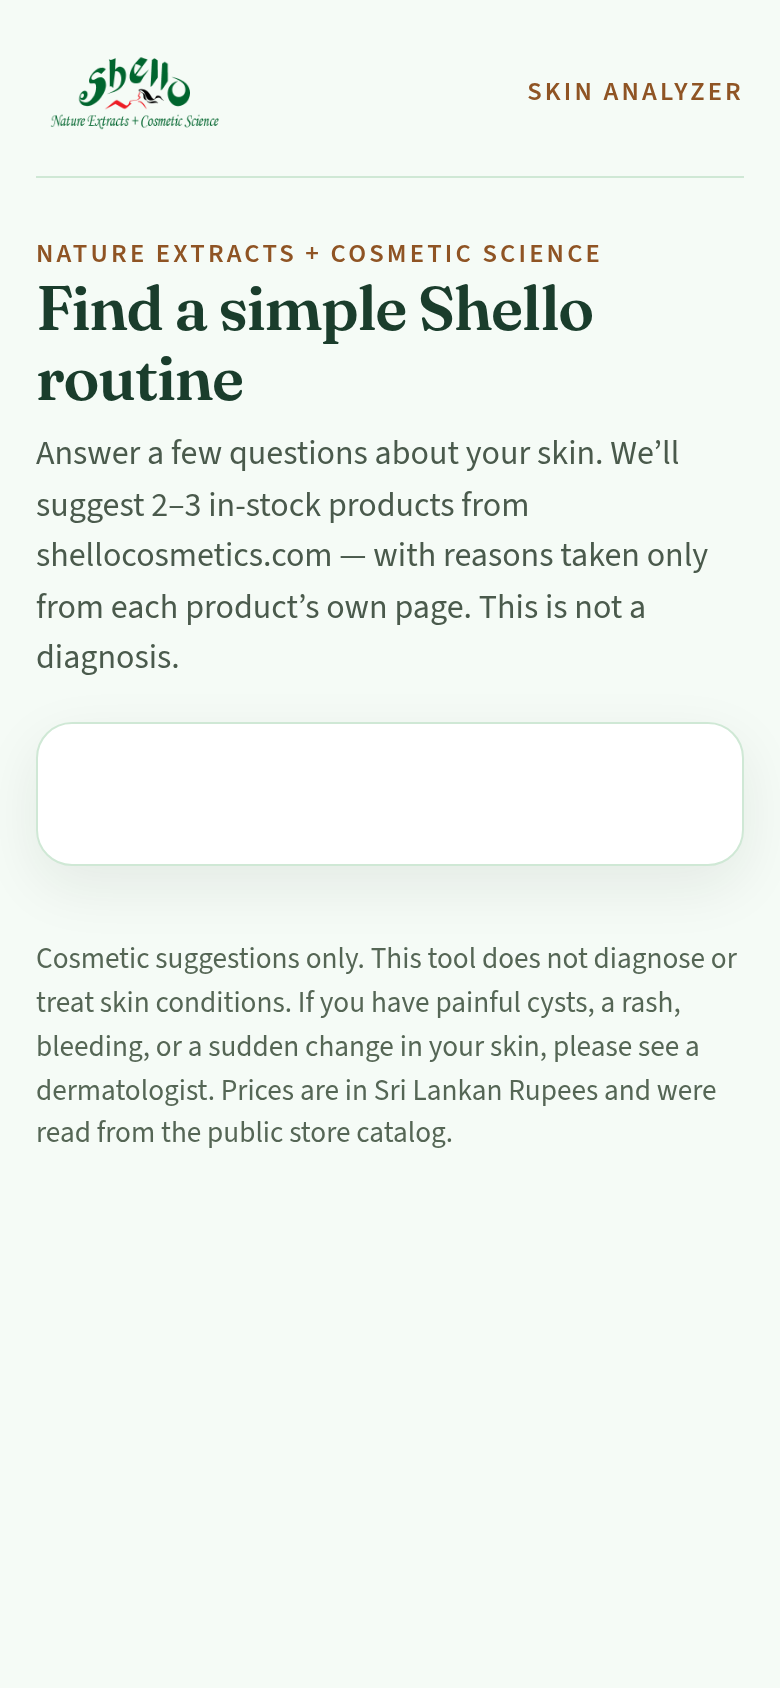 Shello
Nature Extracts + Cosmetic Science
SKIN ANALYZER
NATURE EXTRACTS + COSMETIC SCIENCE
Find a simple Shello
routine
Answer a few questions about your skin. We’ll
suggest 2–3 in-stock products from
shellocosmetics.com — with reasons taken only
from each product’s own page. This is not a
diagnosis.
Cosmetic suggestions only. This tool does not diagnose or
treat skin conditions. If you have painful cysts, a rash,
bleeding, or a sudden change in your skin, please see a
dermatologist. Prices are in Sri Lankan Rupees and were
read from the public store catalog.